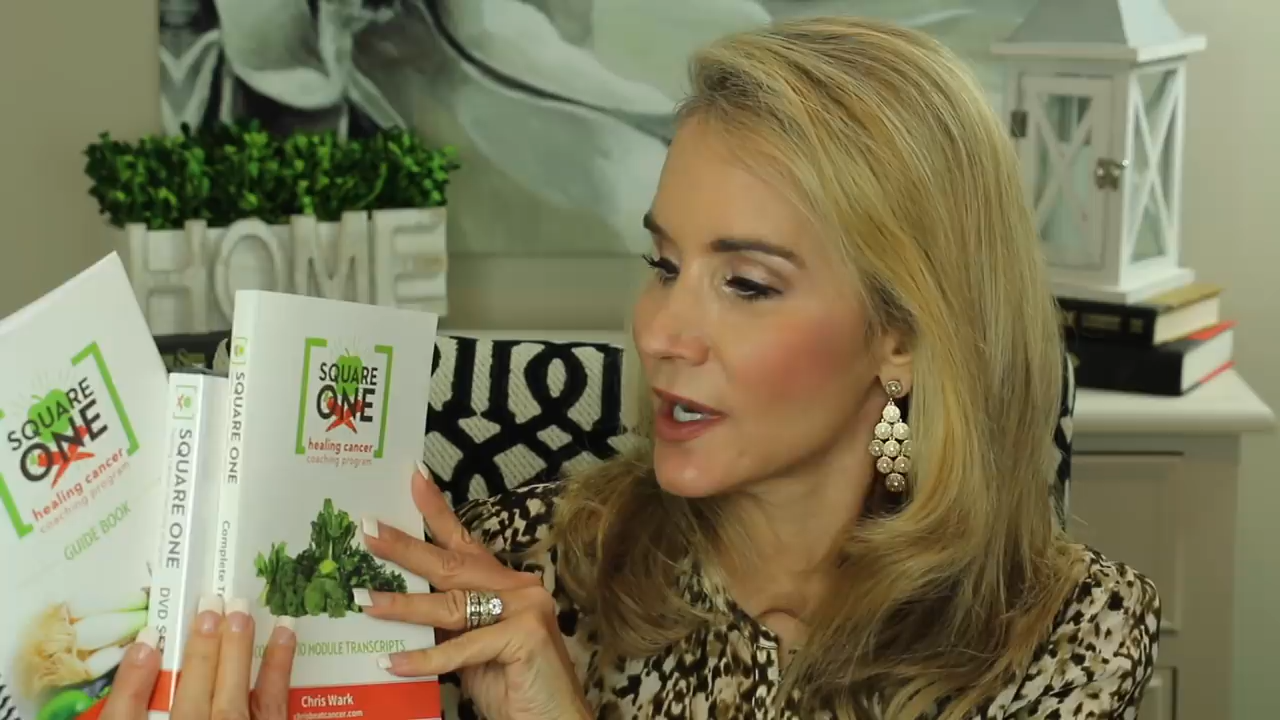 HOME
SQUARE
ONE
healing cancer
coaching program
GUIDE BOOK
SQUARE ONE
DVD
SQUARE ONE
Complete
SQUARE
ONE
healing cancer
coaching program
10 MODULE TRANSCRIPTS
Chris Wark
chrisbeatcancer.com